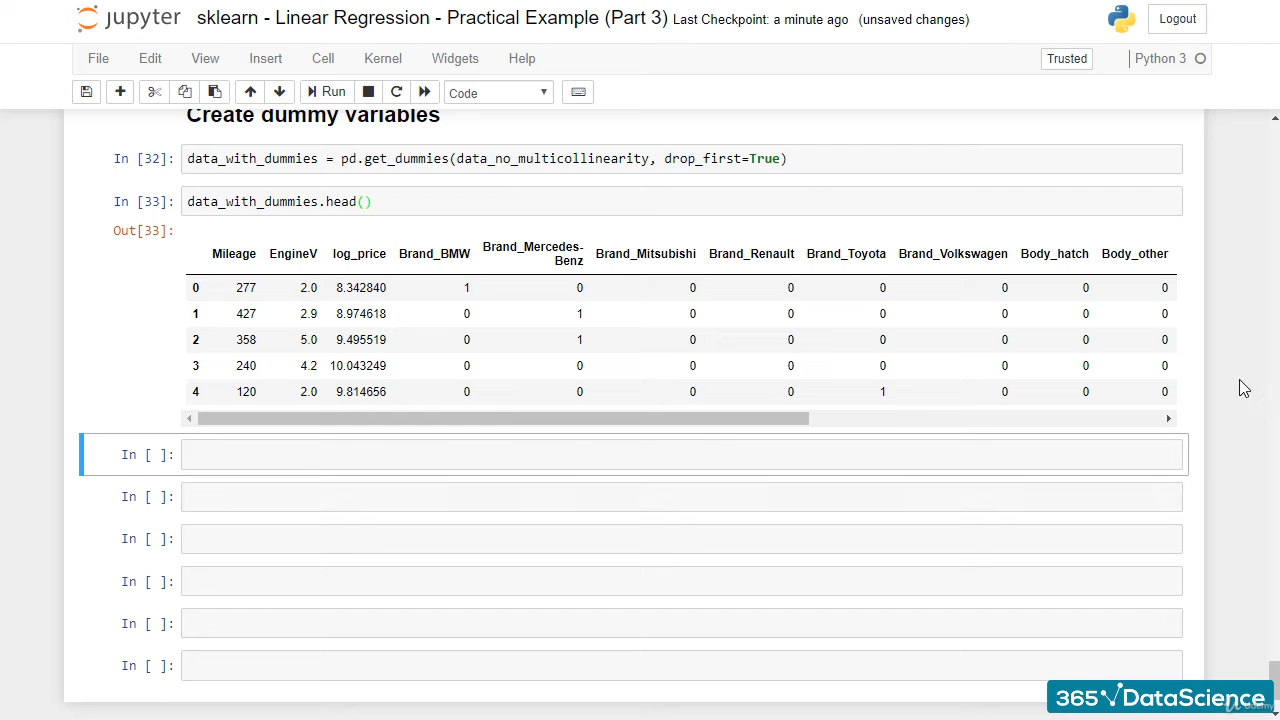 jupyter sklearn - Linear Regression - Practical Example (Part 3) Last Checkpoint: a minute ago (unsaved changes) Logout
File Edit View Insert Cell Kernel Widgets Help Trusted Python 3
Run Code
Create dummy variables
In [32]: data_with_dummies = pd.get_dummies(data_no_multicollinearity, drop_first=True)
In [33]: data_with_dummies.head()
Out[33]:
Mileage EngineV log_price Brand_BMW Brand_Mercedes-Benz Brand_Mitsubishi Brand_Renault Brand_Toyota Brand_Volkswagen Body_hatch Body_other
0 277 2.0 8.342840 1 0 0 0 0 0 0 0
1 427 2.9 8.974618 0 1 0 0 0 0 0 0
2 358 5.0 9.495519 0 1 0 0 0 0 0 0
3 240 4.2 10.043249 0 0 0 0 0 0 0 0
4 120 2.0 9.814656 0 0 0 0 1 0 0 0
In [ ]:
In [ ]:
In [ ]:
In [ ]:
In [ ]:
In [ ]:
365 DataScience
Udemy